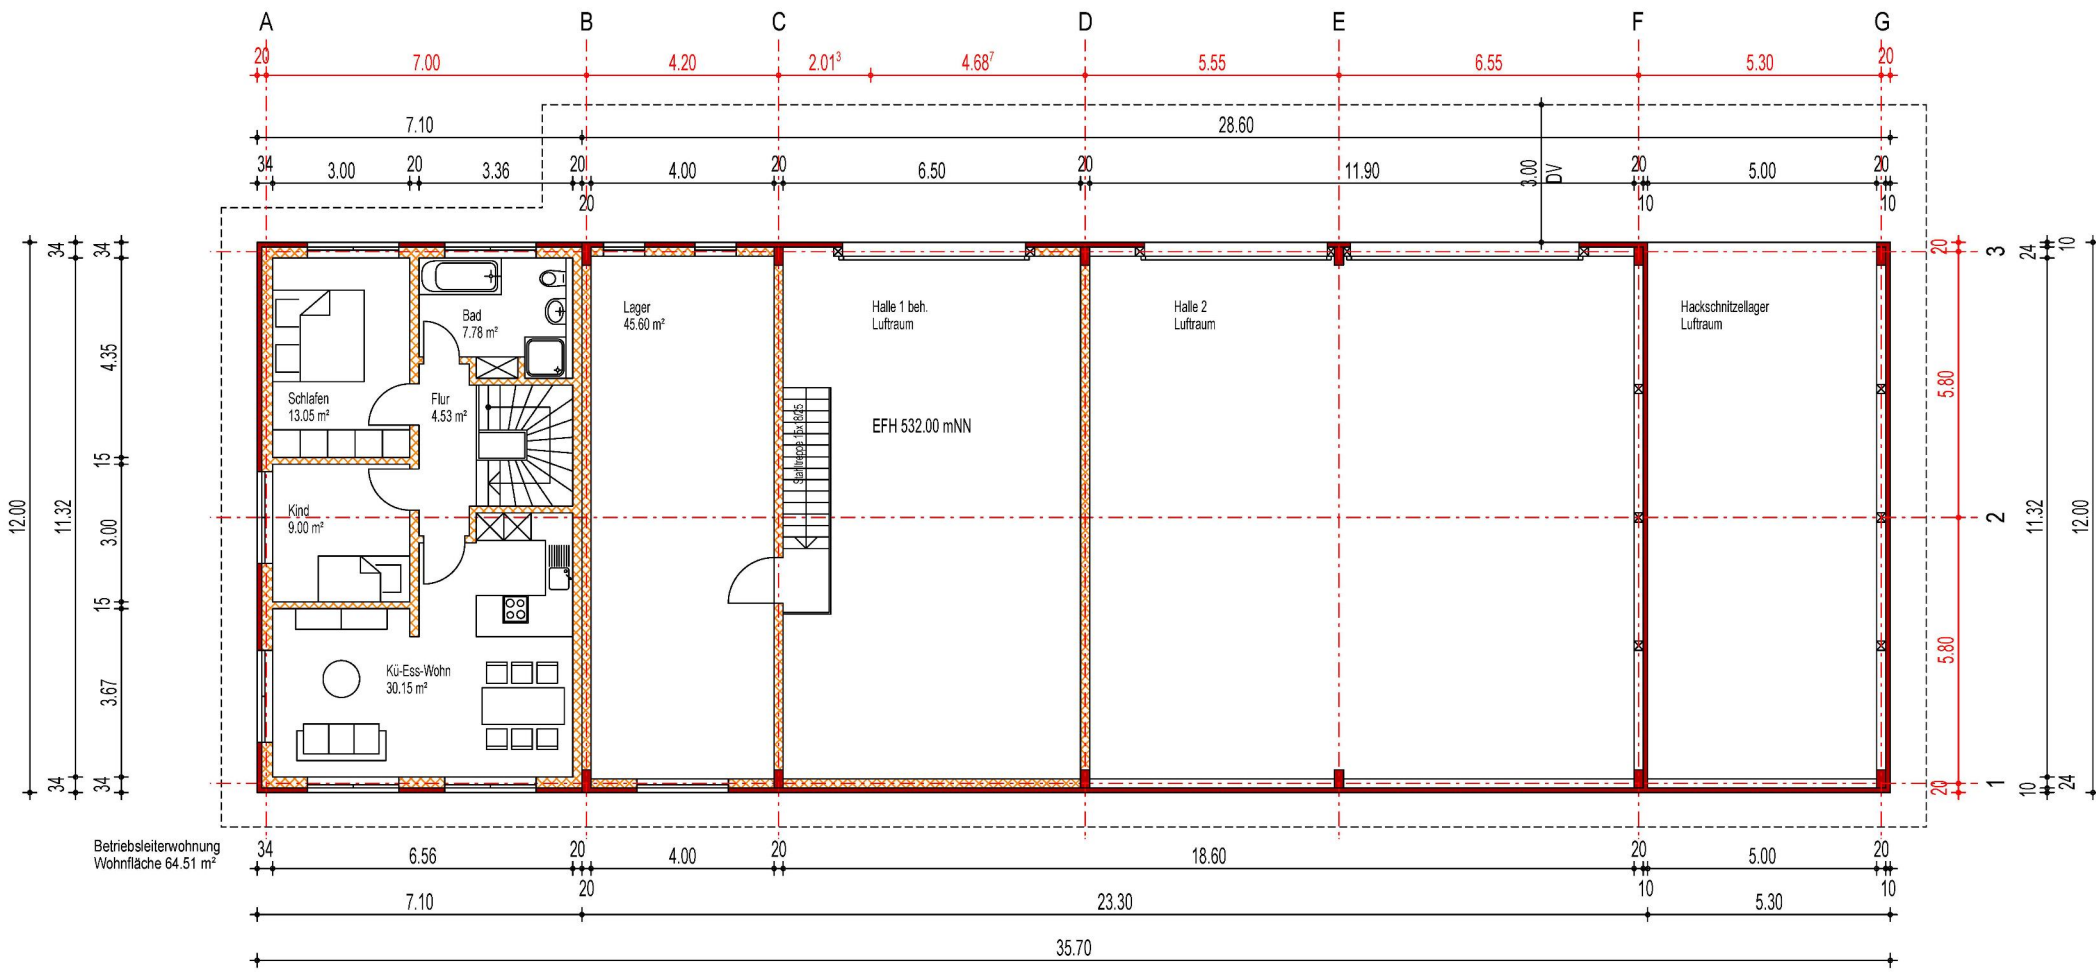 A B C D E F G
20 7.00 4.20 2.01³ 4.68⁷ 5.55 6.55 5.30 20
7.10 28.60
34 3.00 20 3.36 20 4.00 20 6.50 20 11.90 20 5.00 20
20 10 10
3.00
DV
12.00
34 11.32 34
34 4.35 15 3.00 15 3.67 34
Schlafen
13.05 m²
Bad
7.78 m²
Flur
4.53 m²
Kind
9.00 m²
Kü-Ess-Wohn
30.15 m²
Lager
45.60 m²
Halle 1 beh.
Luftraum
EFH 532.00 mNN
Stahltreppe 15x18/25
Halle 2
Luftraum
Hackschnitzellager
Luftraum
20 5.80 5.80 20
3
2
1
24 11.32 10
10 12.00 24
Betriebsleiterwohnung
Wohnfläche 64.51 m²
34 6.56 20 4.00 20 18.60 20 5.00 20
20 10 10
7.10 23.30 5.30
35.70